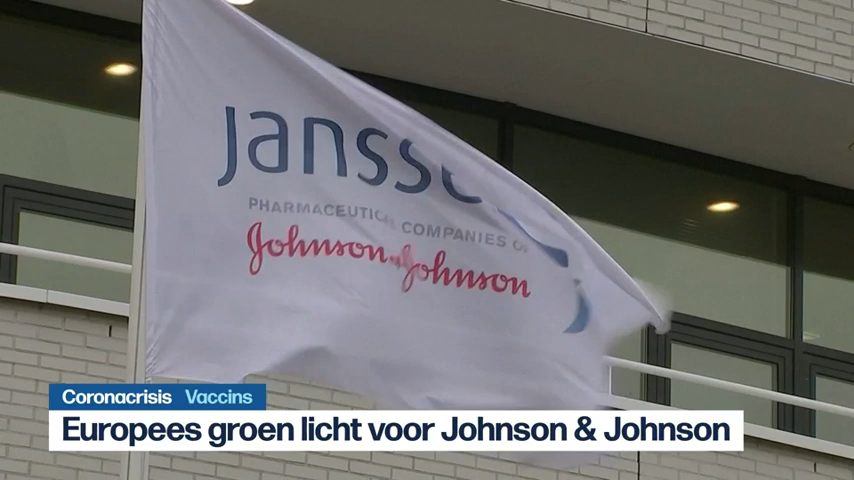 Janss
PHARMACEUTIC COMPANIES OF
Johnson & Johnson
Coronacrisis Vaccins
Europees groen licht voor Johnson & Johnson